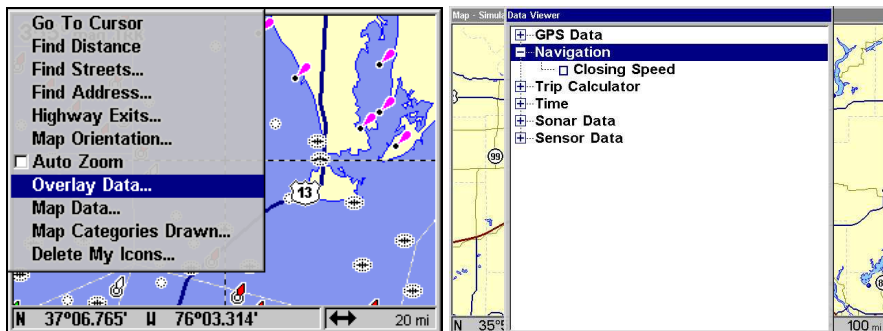 Go To Cursor
Find Distance
Find Streets...
Find Address...
Highway Exits...
Map Orientation...
Auto Zoom
Overlay Data...
Map Data...
Map Categories Drawn...
Delete My Icons...
13
N 37°06.765' W 76°03.314' 20 mi
Map - Simula
Data Viewer
GPS Data
Navigation
Closing Speed
Trip Calculator
Time
Sonar Data
Sensor Data
99
N 35°5
100 mi